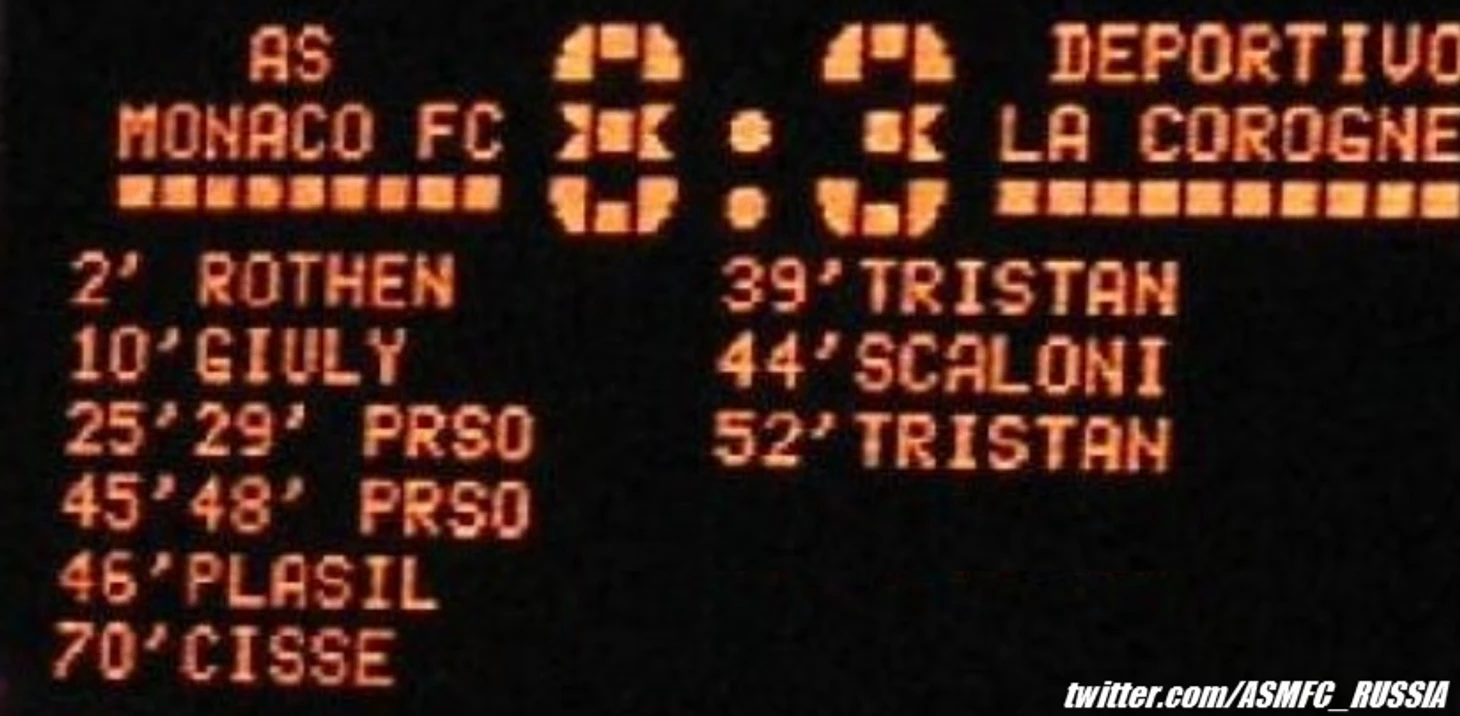 AS
MONACO FC
8:3
DEPORTIVO
LA COROGNE
2' ROTHEN
10'GIULY
25'29' PRSO
45'48' PRSO
46'PLASIL
70'CISSE
39'TRISTAN
44'SCALONI
52'TRISTAN
twitter.com/ASMFC_RUSSIA